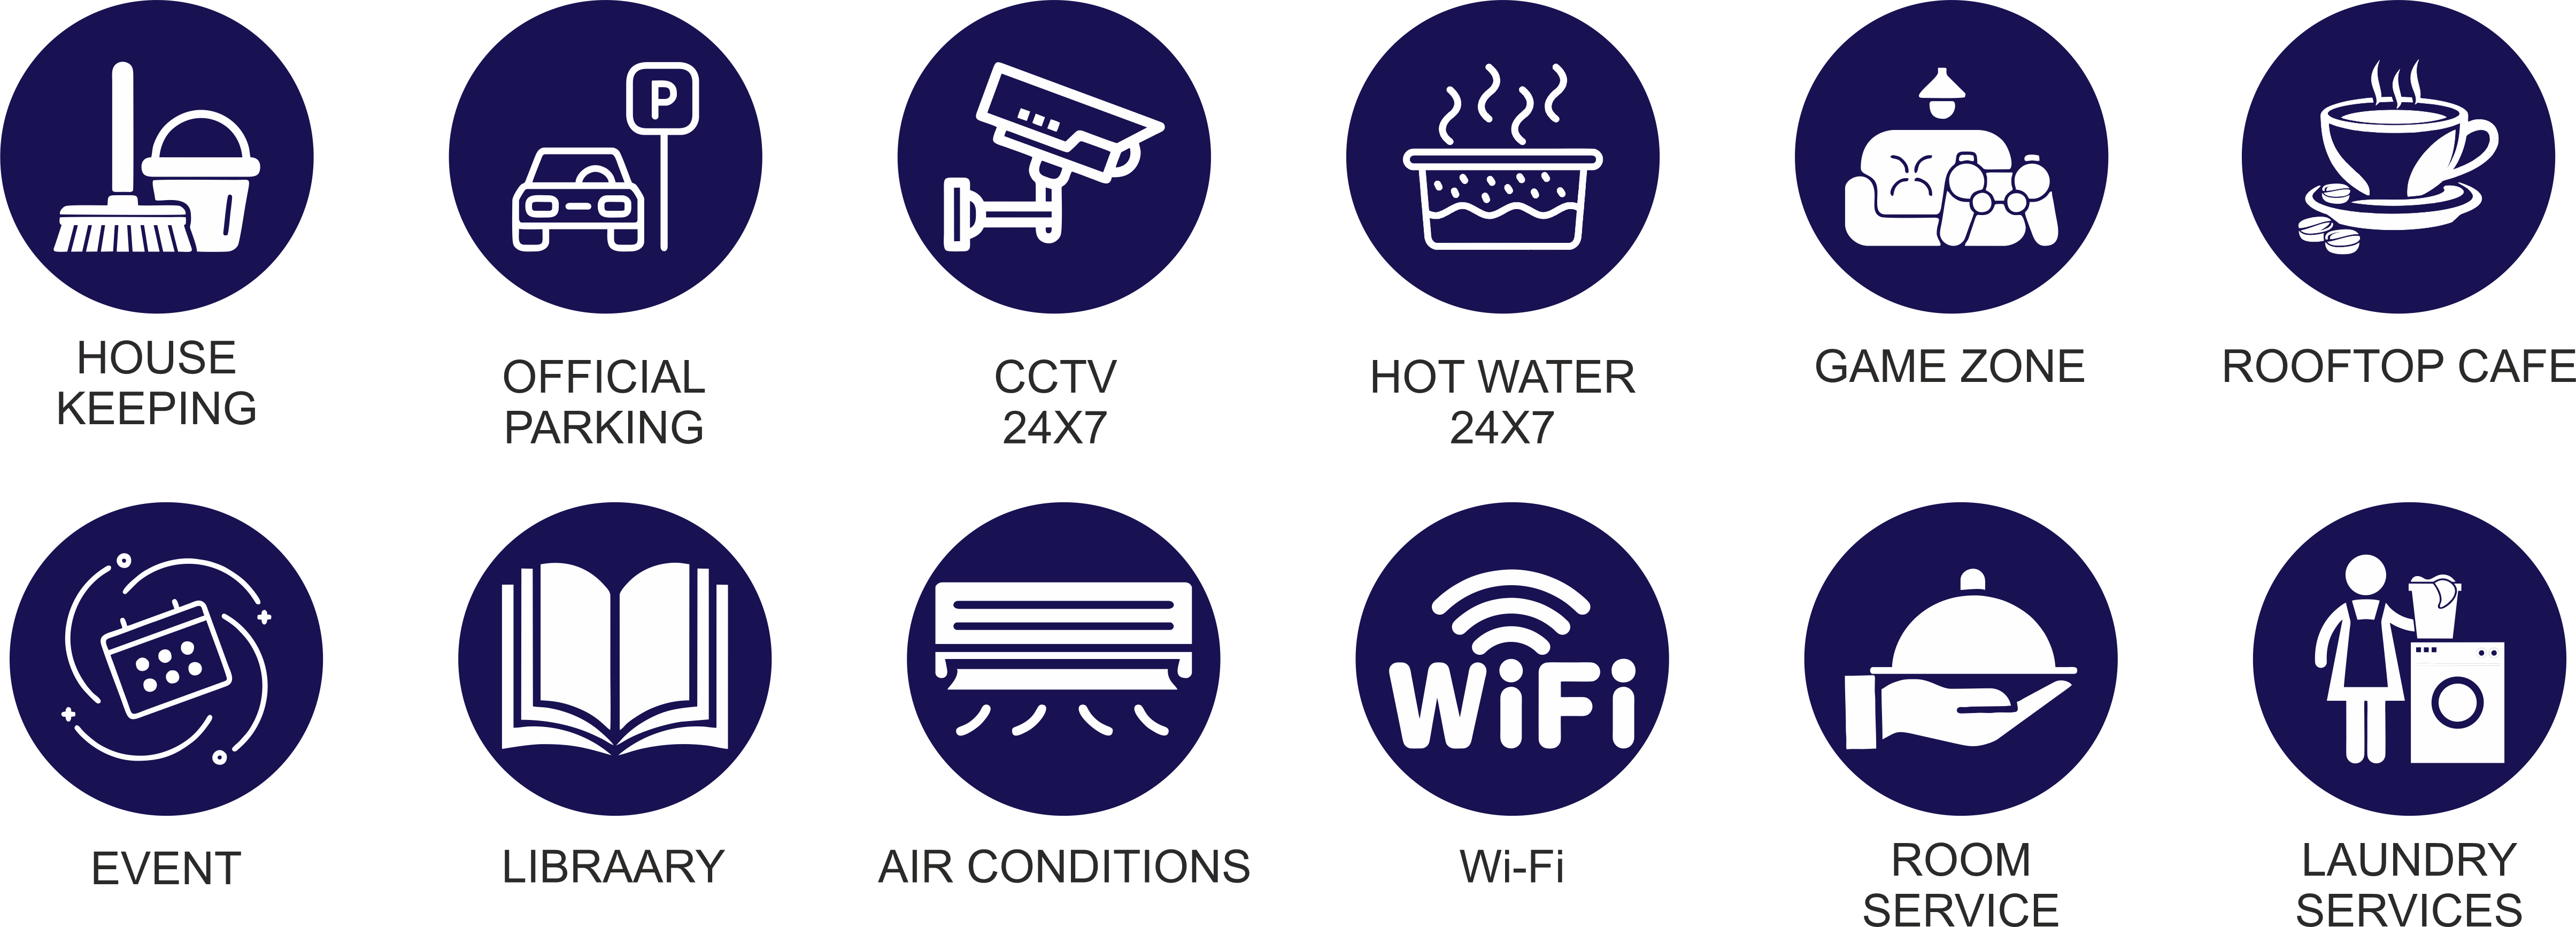 P
HOUSE
KEEPING
OFFICIAL
PARKING
CCTV
24X7
HOT WATER
24X7
GAME ZONE
ROOFTOP CAFE
WiFi
EVENT
LIBRAARY
AIR CONDITIONS
Wi-Fi
ROOM
SERVICE
LAUNDRY
SERVICES